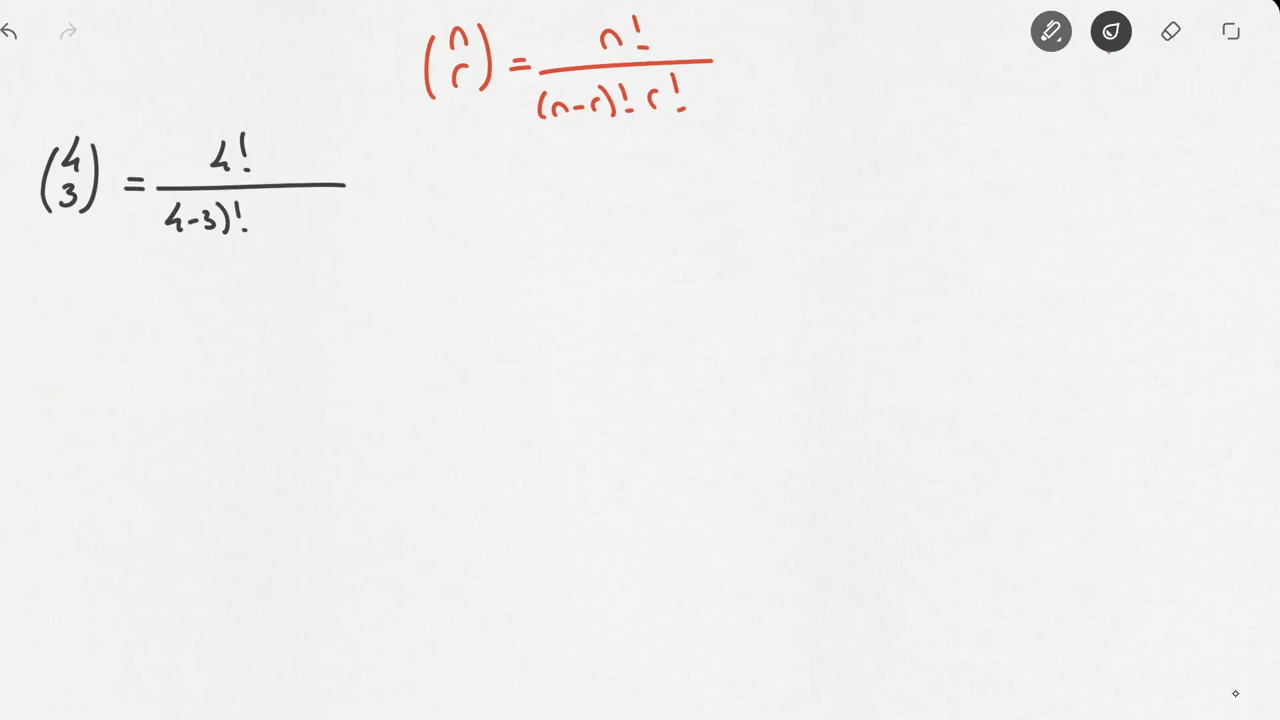 (n r) = n! / (n-r)! r!
(4 3) = 4! / 4-3)!